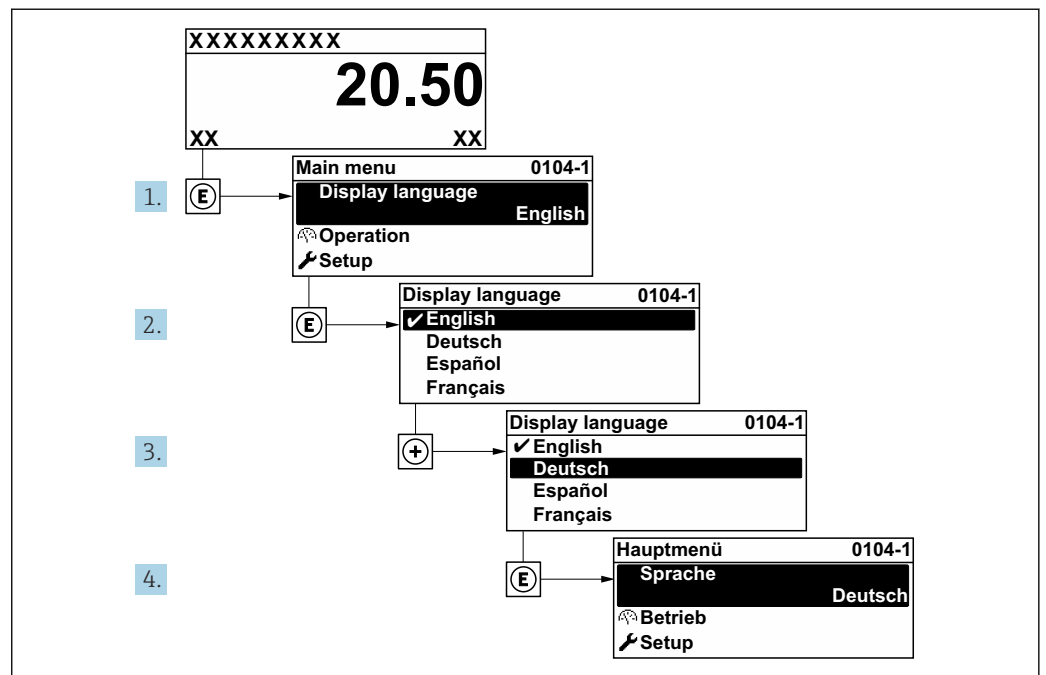 XXXXXXXXX
20.50
XX XX
1. E
Main menu 0104-1
Display language
English
Operation
Setup
2. E
Display language 0104-1
✔English
Deutsch
Español
Français
3. +
Display language 0104-1
✔English
Deutsch
Español
Français
4. E
Hauptmenü 0104-1
Sprache
Deutsch
Betrieb
Setup